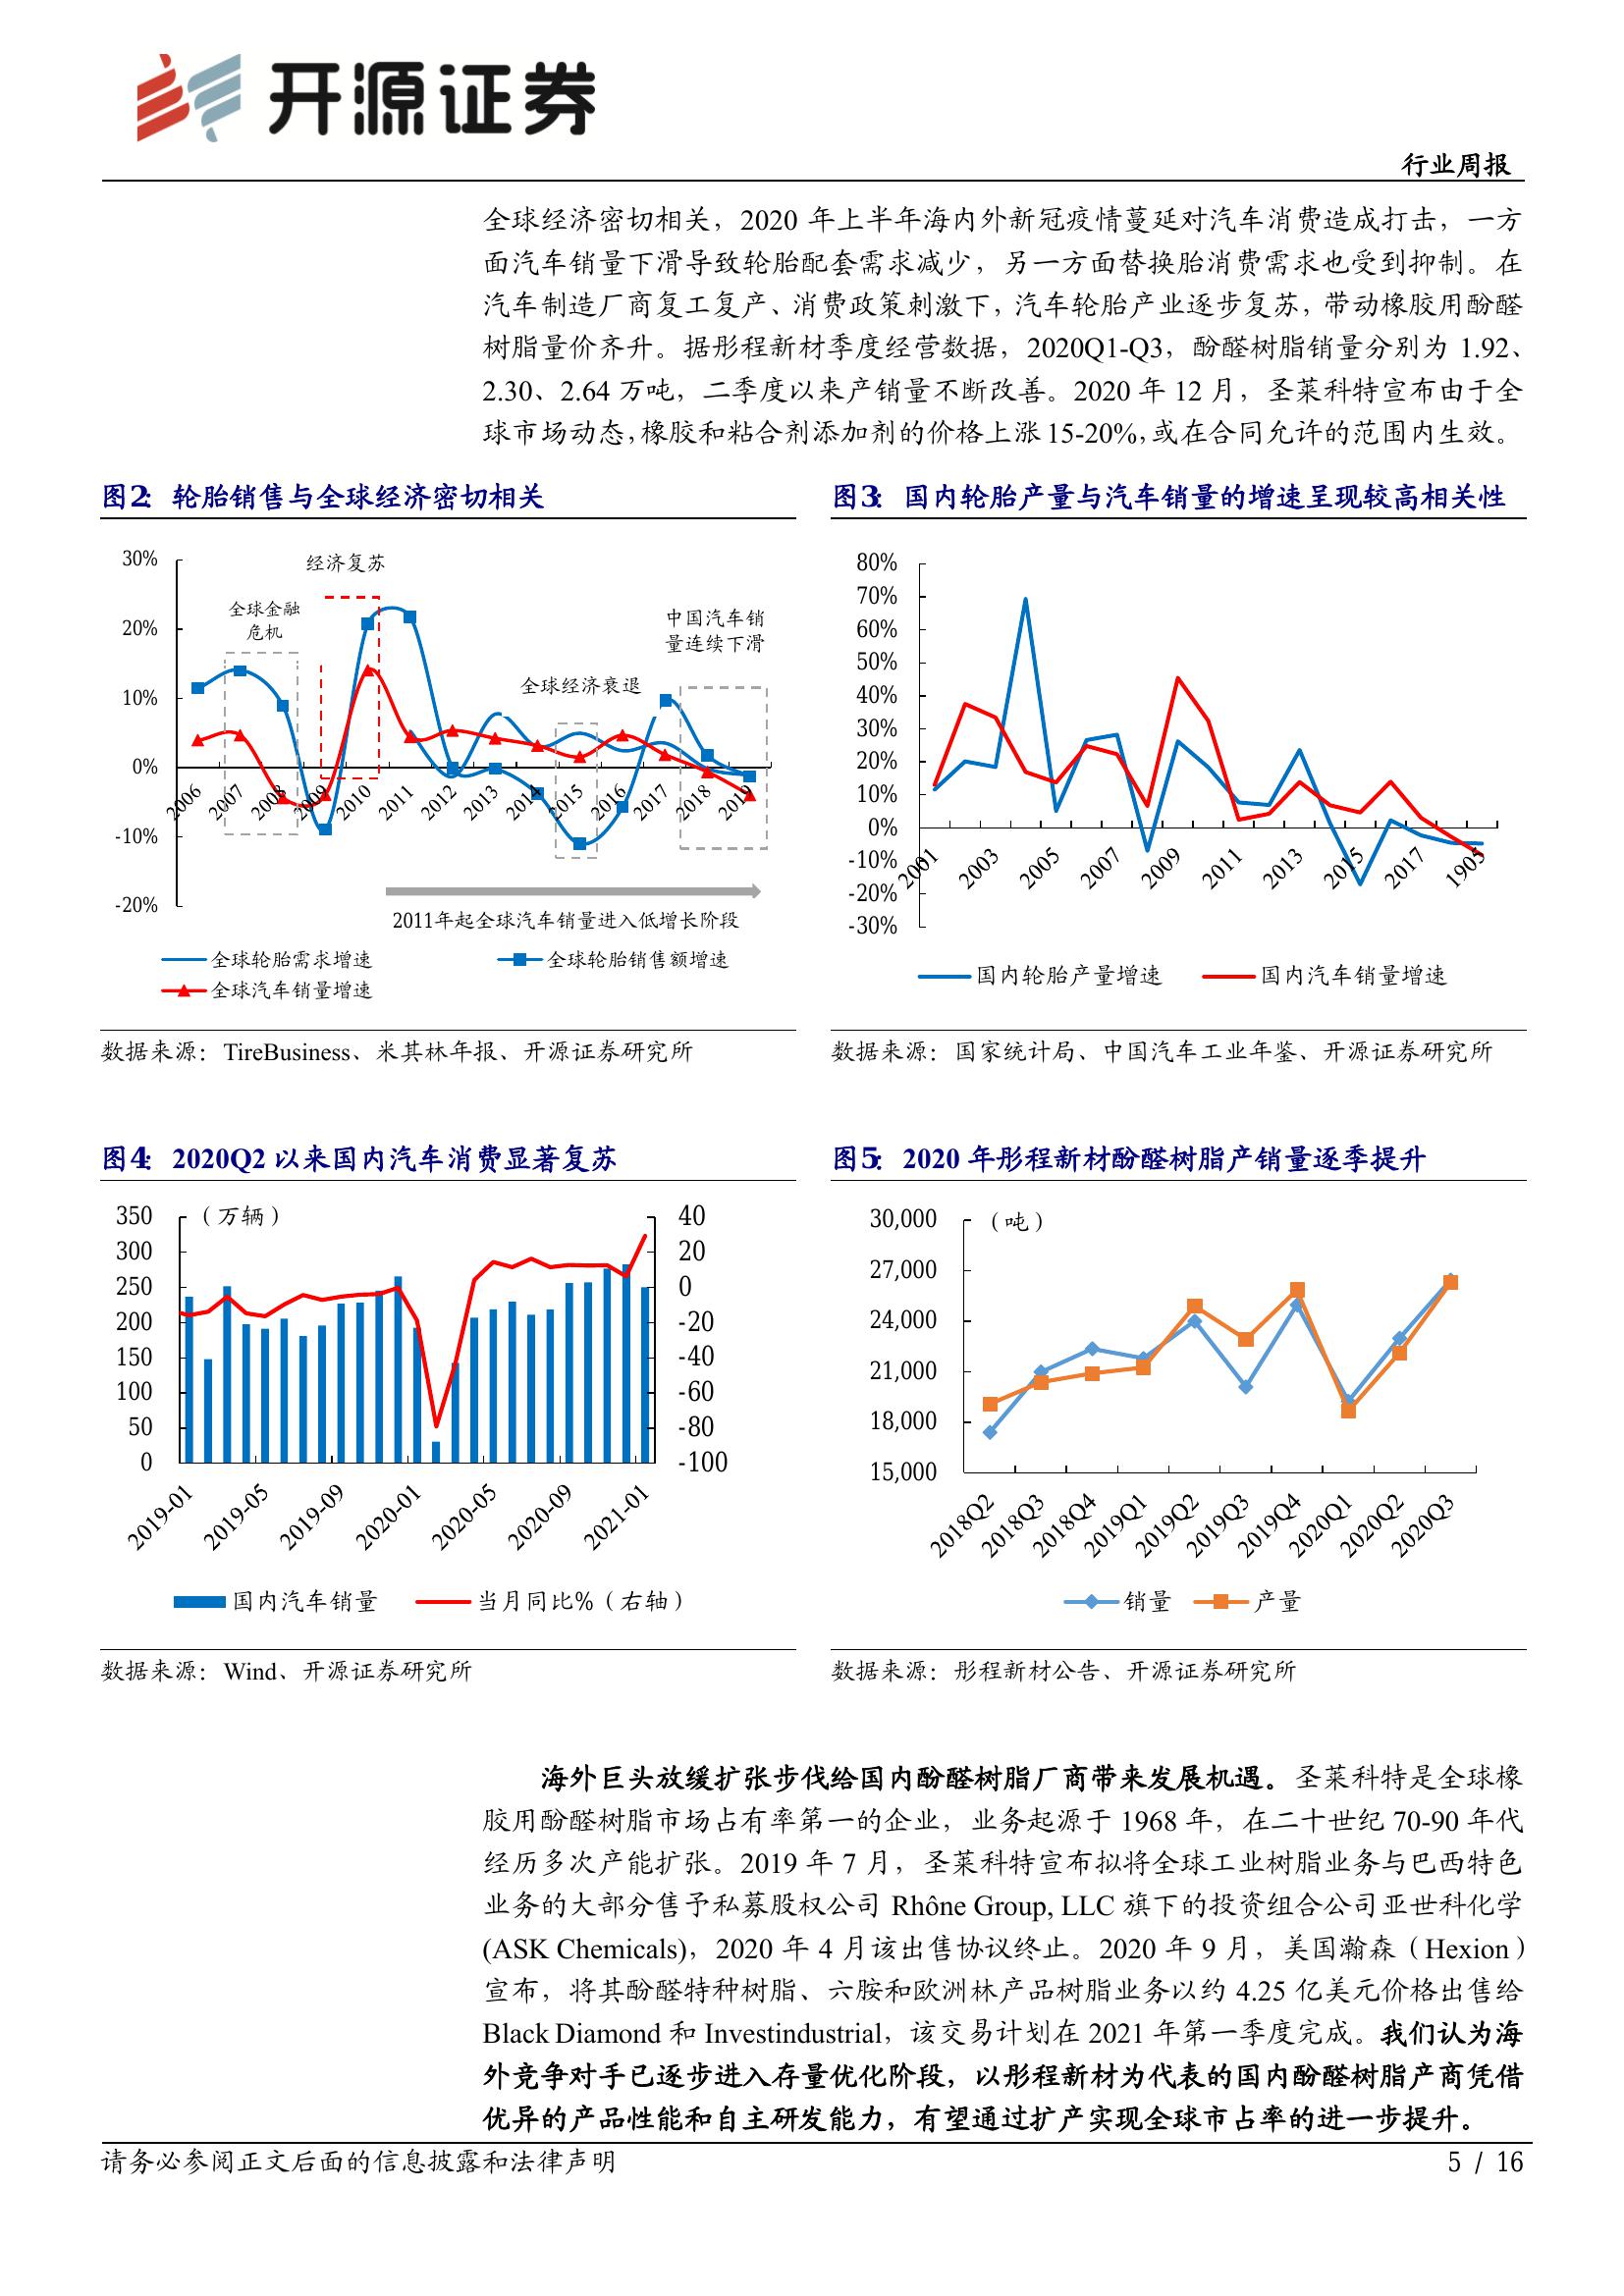 开源证券
行业周报
全球经济密切相关，2020 年上半年海内外新冠疫情蔓延对汽车消费造成打击，一方
面汽车销量下滑导致轮胎配套需求减少，另一方面替换胎消费需求也受到抑制。在
汽车制造厂商复工复产、消费政策刺激下，汽车轮胎产业逐步复苏，带动橡胶用酚醛
树脂量价齐升。据彤程新材季度经营数据，2020Q1-Q3，酚醛树脂销量分别为 1.92、
2.30、2.64 万吨，二季度以来产销量不断改善。2020 年 12 月，圣莱科特宣布由于全
球市场动态，橡胶和粘合剂添加剂的价格上涨 15-20%，或在合同允许的范围内生效。
图2： 轮胎销售与全球经济密切相关
30%
20%
10%
0%
-10%
-20%
经济复苏
全球金融
危机
全球经济衰退
中国汽车销
量连续下滑
2006
2007
2008
2009
2010
2011
2012
2013
2014
2015
2016
2017
2018
2019
2011年起全球汽车销量进入低增长阶段
全球轮胎需求增速
全球轮胎销售额增速
全球汽车销量增速
数据来源：TireBusiness、米其林年报、开源证券研究所
图3： 国内轮胎产量与汽车销量的增速呈现较高相关性
80%
70%
60%
50%
40%
30%
20%
10%
0%
-10%
-20%
-30%
2001
2003
2005
2007
2009
2011
2013
2015
2017
1905
国内轮胎产量增速
国内汽车销量增速
数据来源：国家统计局、中国汽车工业年鉴、开源证券研究所
图4： 2020Q2 以来国内汽车消费显著复苏
（万辆）
350
300
250
200
150
100
50
0
40
20
0
-20
-40
-60
-80
-100
2019-01
2019-05
2019-09
2020-01
2020-05
2020-09
2021-01
国内汽车销量
当月同比%（右轴）
数据来源：Wind、开源证券研究所
图5： 2020 年彤程新材酚醛树脂产销量逐季提升
（吨）
30,000
27,000
24,000
21,000
18,000
15,000
2018Q2
2018Q3
2018Q4
2019Q1
2019Q2
2019Q3
2019Q4
2020Q1
2020Q2
2020Q3
销量
产量
数据来源：彤程新材公告、开源证券研究所
海外巨头放缓扩张步伐给国内酚醛树脂厂商带来发展机遇。圣莱科特是全球橡
胶用酚醛树脂市场占有率第一的企业，业务起源于 1968 年，在二十世纪 70-90 年代
经历多次产能扩张。2019 年 7 月，圣莱科特宣布拟将全球工业树脂业务与巴西特色
业务的大部分售予私募股权公司 Rhône Group, LLC 旗下的投资组合公司亚世科化学
(ASK Chemicals)，2020 年 4 月该出售协议终止。2020 年 9 月，美国瀚森（Hexion）
宣布，将其酚醛特种树脂、六胺和欧洲林产品树脂业务以约 4.25 亿美元价格出售给
Black Diamond 和 Investindustrial，该交易计划在 2021 年第一季度完成。我们认为海
外竞争对手已逐步进入存量优化阶段，以彤程新材为代表的国内酚醛树脂产商凭借
优异的产品性能和自主研发能力，有望通过扩产实现全球市占率的进一步提升。
请务必参阅正文后面的信息披露和法律声明
5 / 16